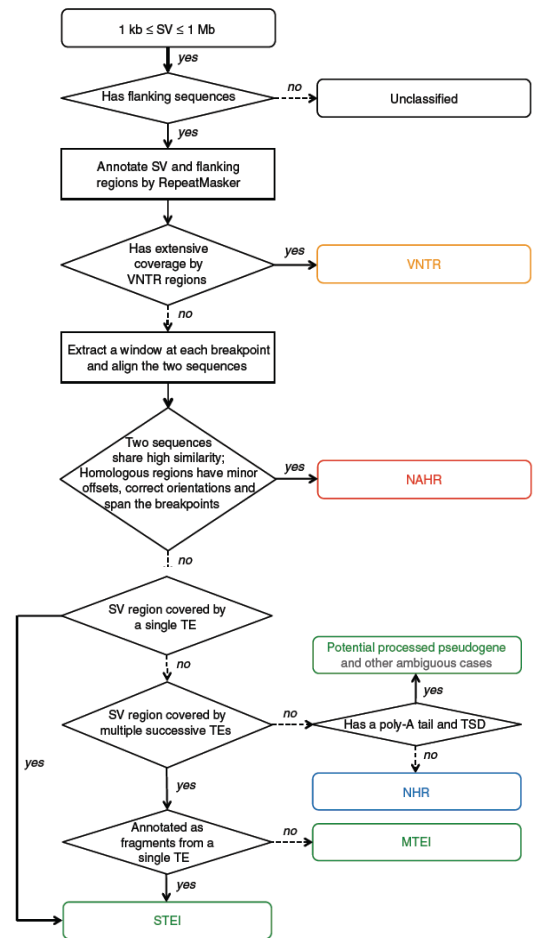 1 kb ≤ SV ≤ 1 Mb
yes
Has flanking sequences
no
Unclassified
yes
Annotate SV and flanking
regions by RepeatMasker
Has extensive
coverage by
VNTR regions
yes
VNTR
no
Extract a window at each breakpoint
and align the two sequences
Two sequences
share high similarity;
Homologous regions have minor
offsets, correct orientations and
span the breakpoints
yes
NAHR
no
SV region covered by
a single TE
no
Potential processed pseudogene
and other ambiguous cases
yes
SV region covered by
multiple successive TEs
no
Has a poly-A tail and TSD
no
NHR
yes
yes
Annotated as
fragments from a
single TE
no
MTEI
yes
STEI